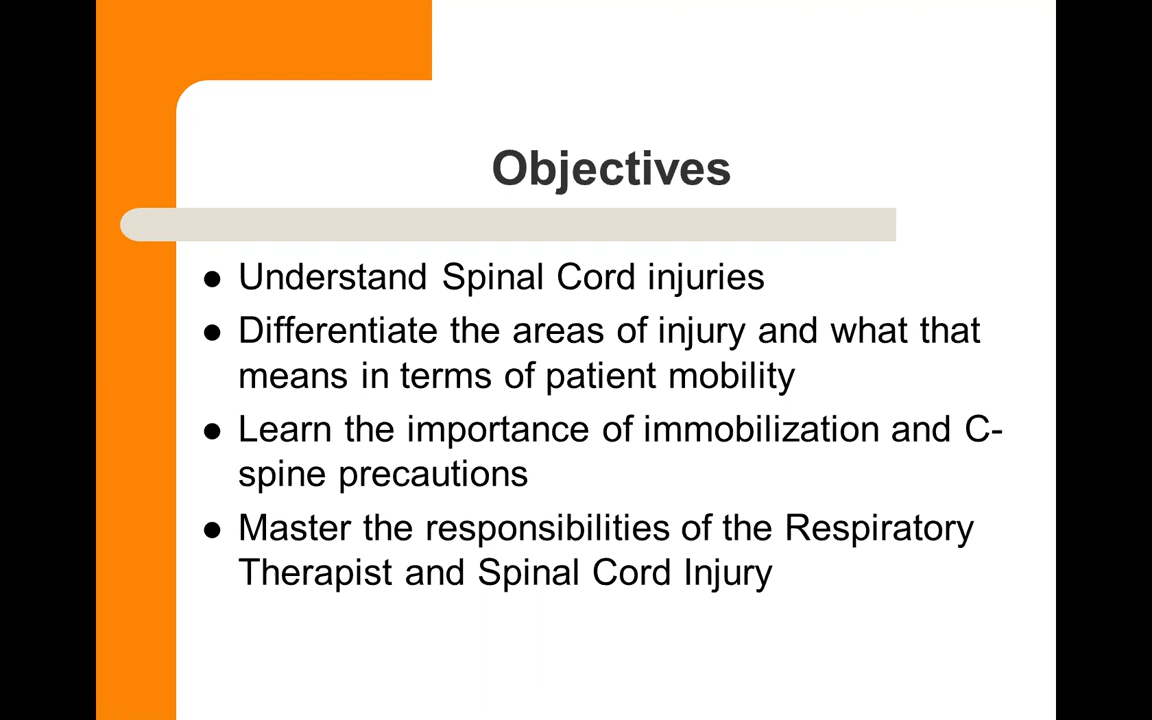 Objectives
● Understand Spinal Cord injuries
● Differentiate the areas of injury and what that
means in terms of patient mobility
● Learn the importance of immobilization and C-
spine precautions
● Master the responsibilities of the Respiratory
Therapist and Spinal Cord Injury